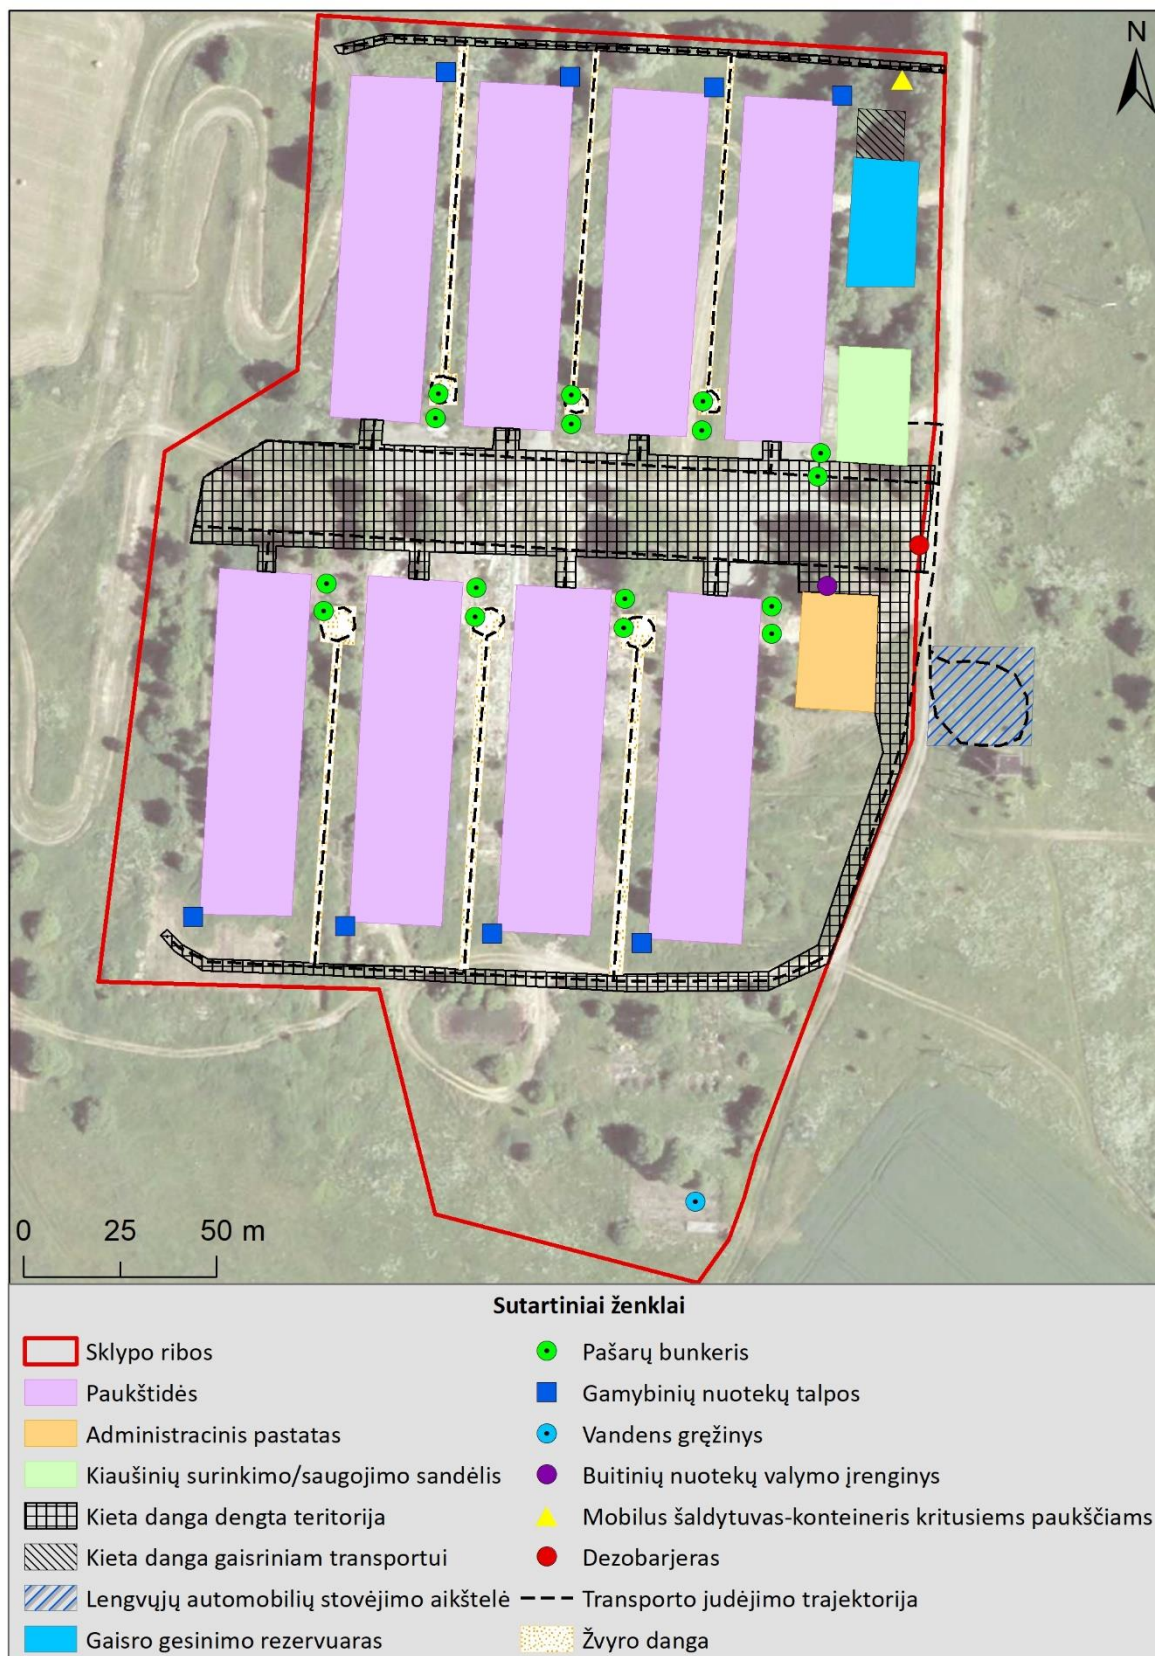 N
0 25 50 m
Sutartiniai ženklai
Sklypo ribos
Paukštidės
Administracinis pastatas
Kiaušinių surinkimo/saugojimo sandėlis
Kieta danga dengta teritorija
Kieta danga gaisriniam transportui
Lengvųjų automobilių stovėjimo aikštelė
Gaisro gesinimo rezervuaras
Pašarų bunkeris
Gamybinių nuotekų talpos
Vandens gręžinys
Buitinių nuotekų valymo įrenginys
Mobilus šaldytuvas-konteineris kritusiems paukščiams
Dezobarjeras
Transporto judėjimo trajektorija
Žvyro danga